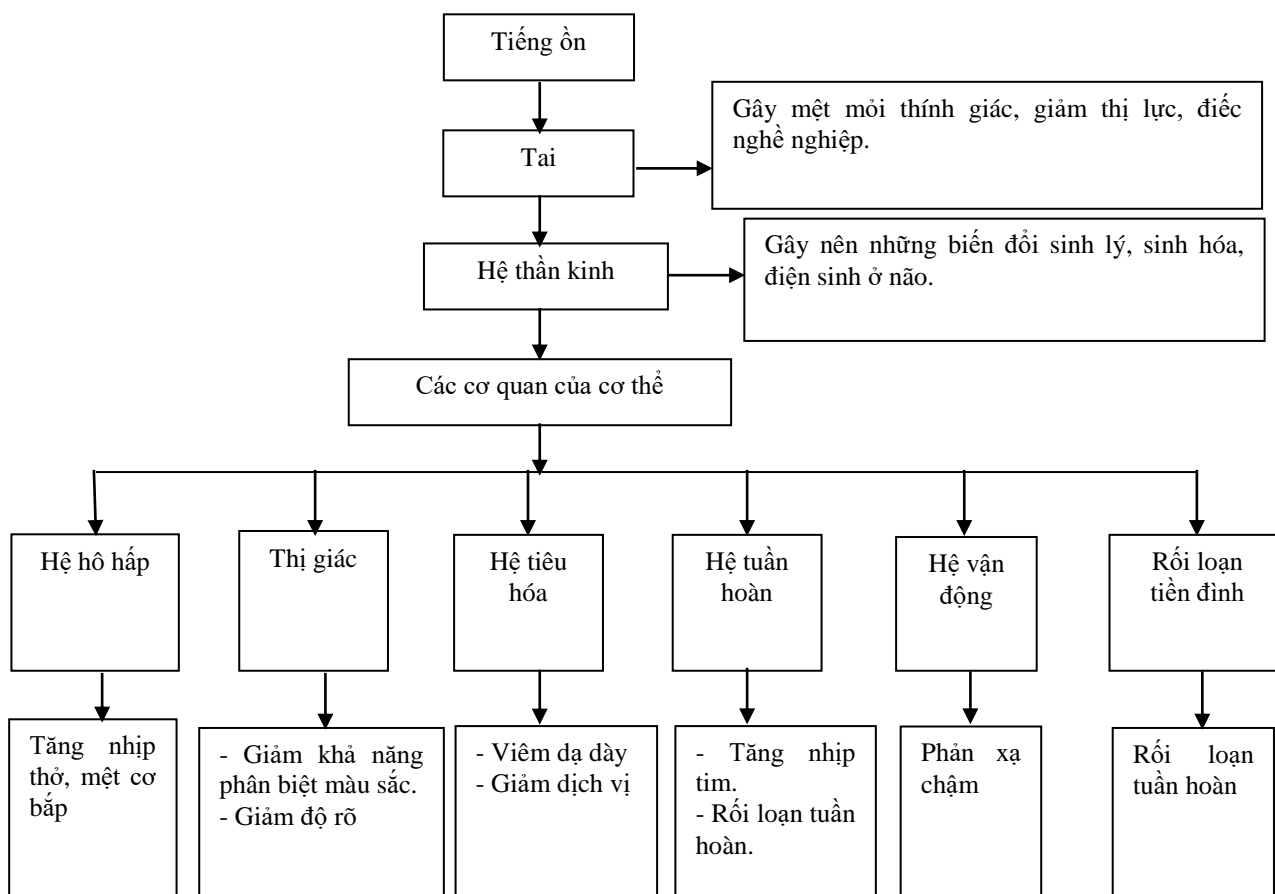 Tiếng ồn
Gây mệt mỏi thính giác, giảm thị lực, điếc
nghề nghiệp.
Tai
Gây nên những biến đổi sinh lý, sinh hóa,
điện sinh ở não.
Hệ thần kinh
Các cơ quan của cơ thể
Hệ hô hấp
Thị giác
Hệ tiêu
hóa
Hệ tuần
hoàn
Hệ vận
động
Rối loạn
tiền đình
Tăng nhịp
thở, mệt cơ
bắp
- Giảm khả năng
phân biệt màu sắc.
- Giảm độ rõ
- Viêm dạ dày
- Giảm dịch vị
- Tăng nhịp
tim.
- Rối loạn tuần
hoàn.
Phản xạ
chậm
Rối loạn
tuần hoàn